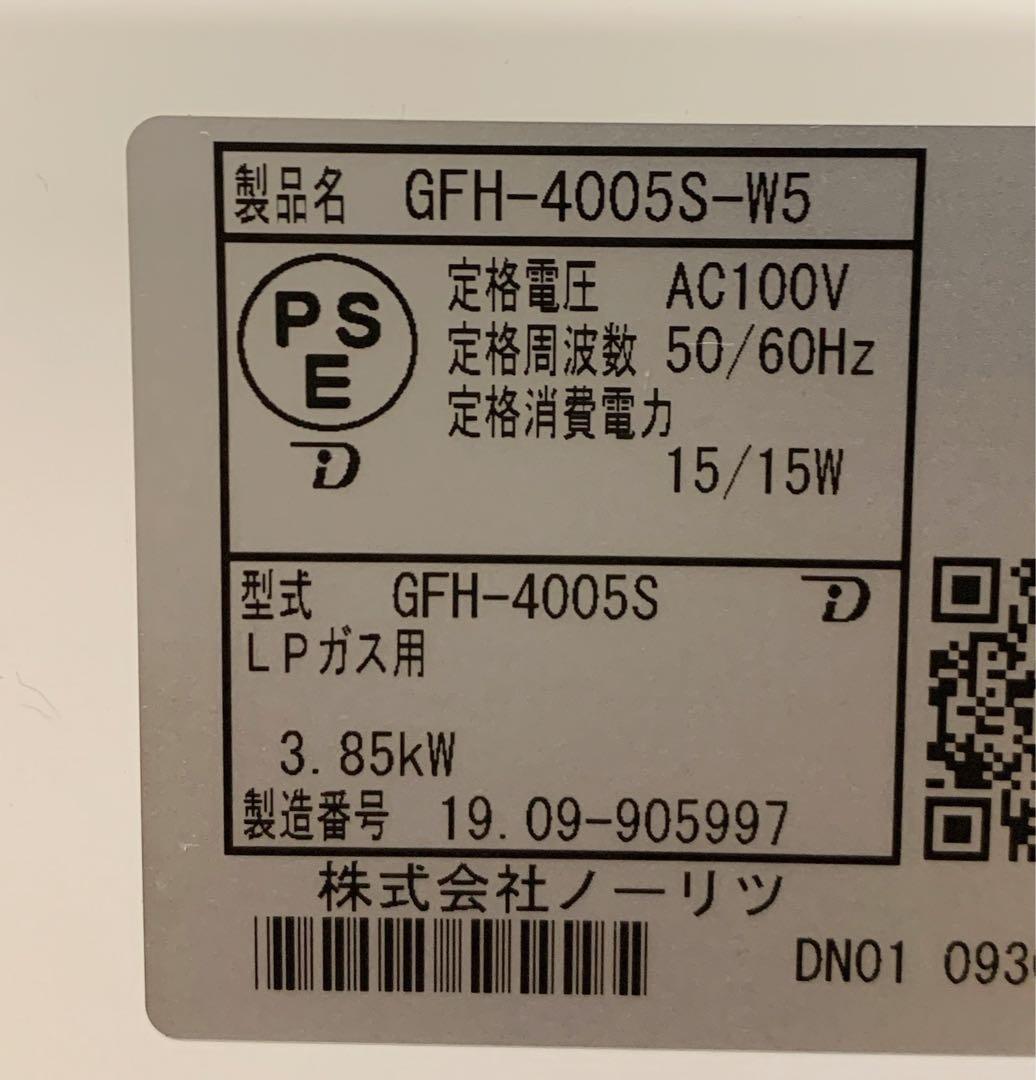 製品名 GFH-4005S-W5
PS
E
定格電圧 AC100V
定格周波数 50/60Hz
定格消費電力
15/15W
型式 GFH-4005S
LPガス用
3.85kW
製造番号 19.09-905997
株式会社ノーリツ
DN01 093